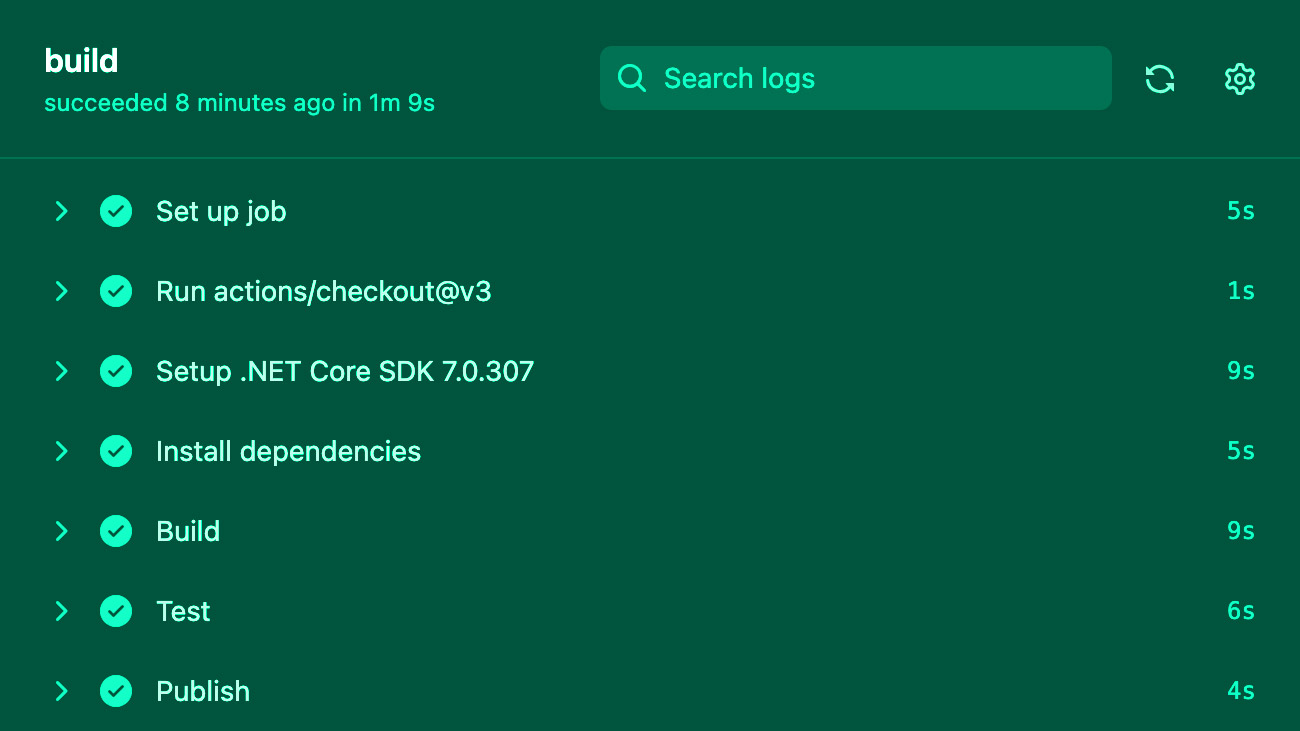 build
succeeded 8 minutes ago in 1m 9s
Search logs
Set up job 5s
Run actions/checkout@v3 1s
Setup .NET Core SDK 7.0.307 9s
Install dependencies 5s
Build 9s
Test 6s
Publish 4s